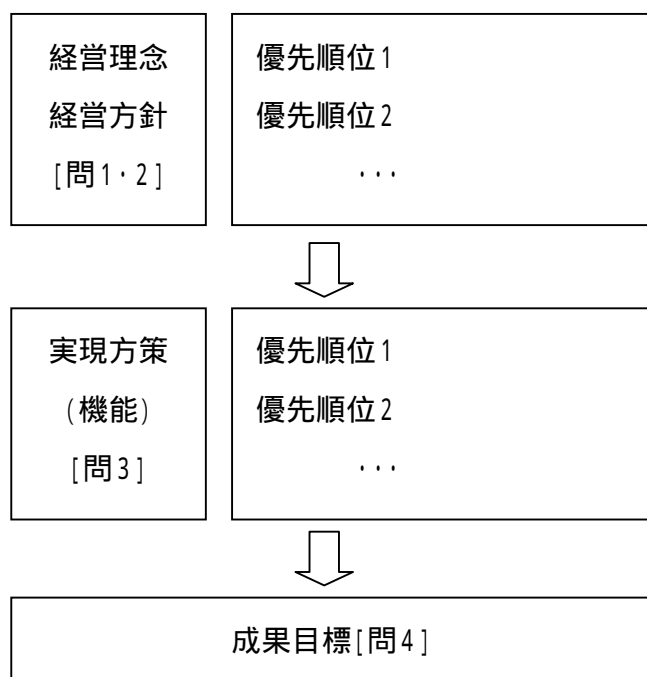 経営理念
経営方針
[問1・2]
優先順位1
優先順位2
・・・
実現方策
(機能)
[問3]
優先順位1
優先順位2
・・・
成果目標[問4]